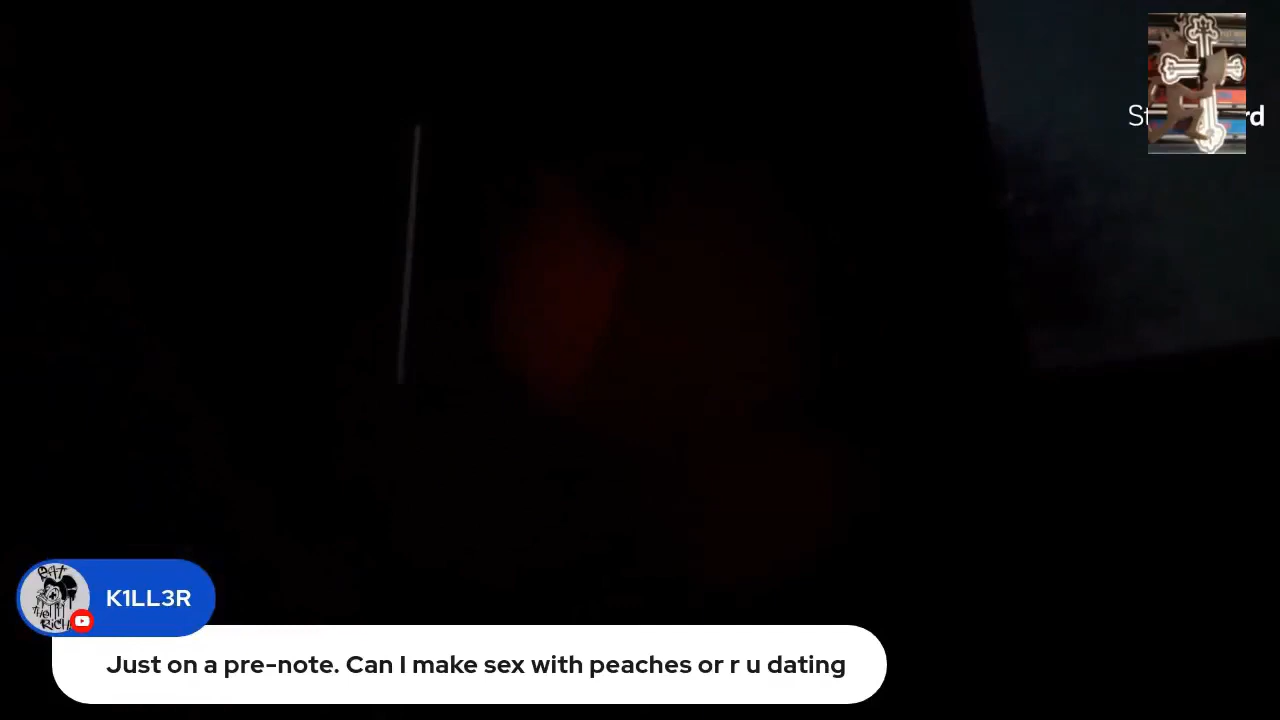 K1LL3R
Just on a pre-note. Can I make sex with peaches or r u dating